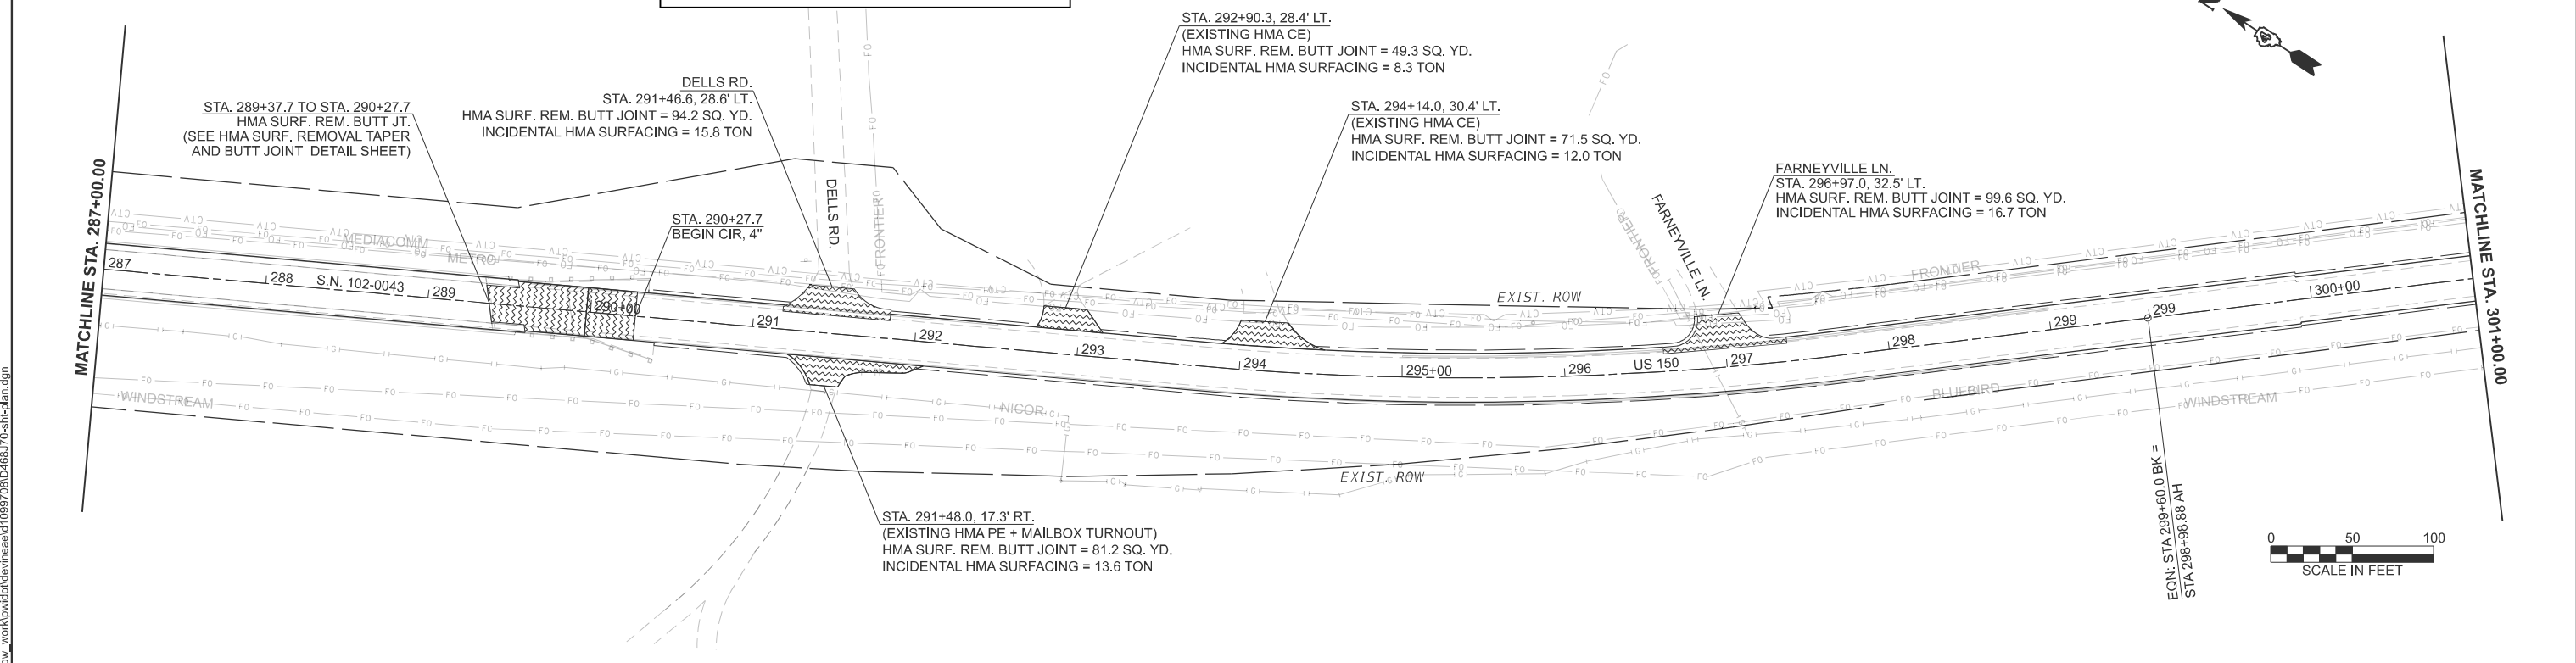 STA. 292+90.3, 28.4' LT.
(EXISTING HMA CE)
HMA SURF. REM. BUTT JOINT = 49.3 SQ. YD.
INCIDENTAL HMA SURFACING = 8.3 TON
DELLS RD.
STA. 291+46.6, 28.6' LT.
HMA SURF. REM. BUTT JOINT = 94.2 SQ. YD.
INCIDENTAL HMA SURFACING = 15.8 TON
STA. 289+37.7 TO STA. 290+27.7
HMA SURF. REM. BUTT JT.
(SEE HMA SURF. REMOVAL TAPER
AND BUTT JOINT DETAIL SHEET)
STA. 294+14.0, 30.4' LT.
(EXISTING HMA CE)
HMA SURF. REM. BUTT JOINT = 71.5 SQ. YD.
INCIDENTAL HMA SURFACING = 12.0 TON
FARNEYVILLE LN.
STA. 296+97.0, 32.5' LT.
HMA SURF. REM. BUTT JOINT = 99.6 SQ. YD.
INCIDENTAL HMA SURFACING = 16.7 TON
STA. 290+27.7
BEGIN CIR, 4"
MATCHLINE STA. 287+00.00
MATCHLINE STA. 301+00.00
DELLS RD.
FRONTIER
FARNEYVILLE LN.
FRONTIER
MEDIACOMM
METRO
FRONTIER
EXIST. ROW
287
288
S.N. 102-0043
289
290+00
291
292
293
294
295+00
296
US 150
297
298
299
299
300+00
WINDSTREAM
NICOR
BLUEBIRD
WINDSTREAM
EXIST. ROW
STA. 291+48.0, 17.3' RT.
(EXISTING HMA PE + MAILBOX TURNOUT)
HMA SURF. REM. BUTT JOINT = 81.2 SQ. YD.
INCIDENTAL HMA SURFACING = 13.6 TON
EQN: STA 299+60.0 BK =
STA 298+98.88 AH
0 50 100
SCALE IN FEET